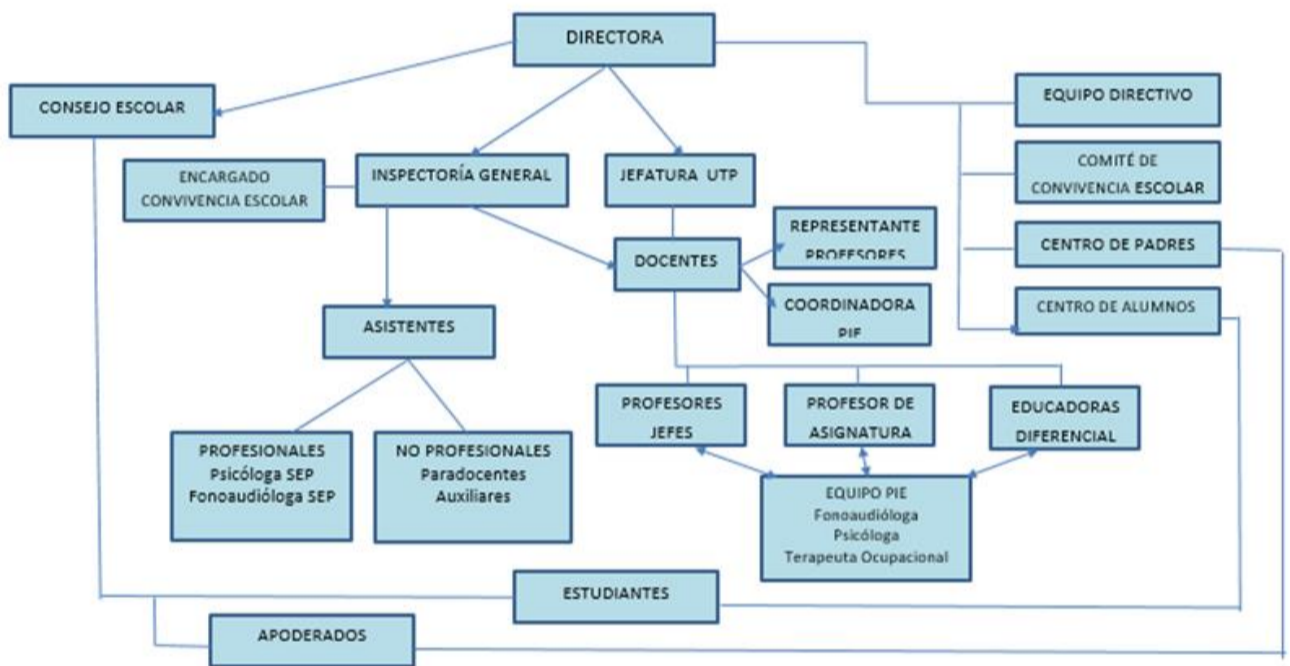 DIRECTORA
CONSEJO ESCOLAR
EQUIPO DIRECTIVO
ENCARGADO
CONVIVENCIA ESCOLAR
INSPECTORÍA GENERAL
JEFATURA UTP
COMITÉ DE
CONVIVENCIA ESCOLAR
REPRESENTANTE
PROFESORES
DOCENTES
CENTRO DE PADRES
COORDINADORA
PIE
CENTRO DE ALUMNOS
ASISTENTES
PROFESORES
JEFES
PROFESOR DE
ASIGNATURA
EDUCADORAS
DIFERENCIAL
PROFESIONALES
Psicóloga SEP
Fonoaudióloga SEP
NO PROFESIONALES
Paradocentes
Auxiliares
EQUIPO PIE
Fonoaudióloga
Psicóloga
Terapeuta Ocupacional
ESTUDIANTES
APODERADOS